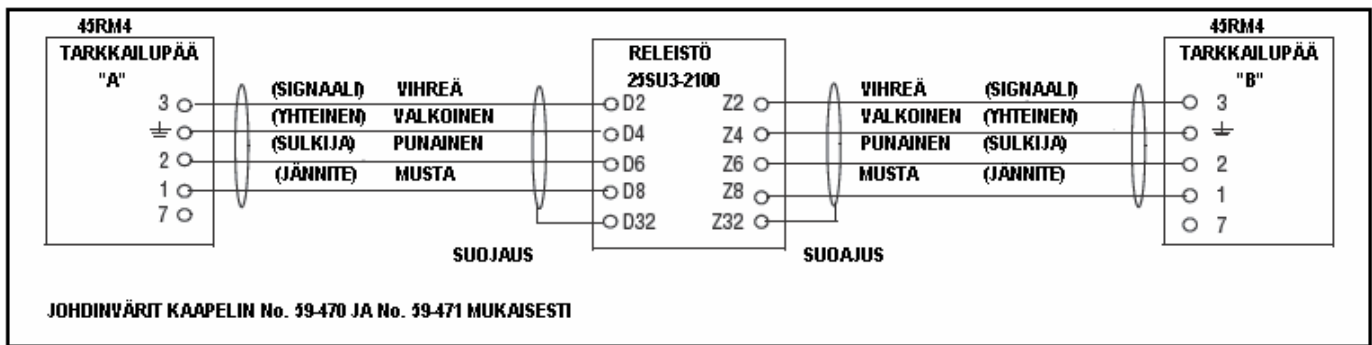 45RM4 45RM4
TARKKAILUPÄÄ RELEISTÖ TARKKAILUPÄÄ
"A" 25SU3-2100 "B"
3 (SIGNAALI) VIHREÄ D2 Z2 VIHREÄ (SIGNAALI) 3
(YHTEINEN) VALKOINEN D4 Z4 VALKOINEN (YHTEINEN)
2 (SULKIJA) PUNAINEN D6 Z6 PUNAINEN (SULKIJA) 2
1 (JÄNNITE) MUSTA D8 Z8 MUSTA (JANNITE) 1
7 D32 Z32 7
SUOJAUS SUOAJUS
JOHDINVÄRIT KAAPELIN No. 59-470 JA No. 59-471 MUKAISESTI